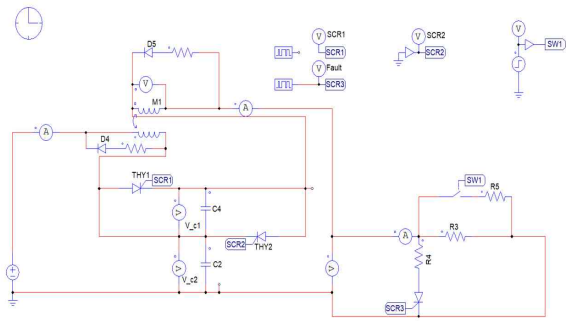 D5
V
SCR1
SCR1
V
Fault
SCR3
V
SCR2
SCR2
V
SW1
V
M1
A
A
D4
THY1
SCR1
V
V_c1
C4
SCR2
THY2
V
V_c2
C2
V
SW1
R5
A
R3
R4
SCR3